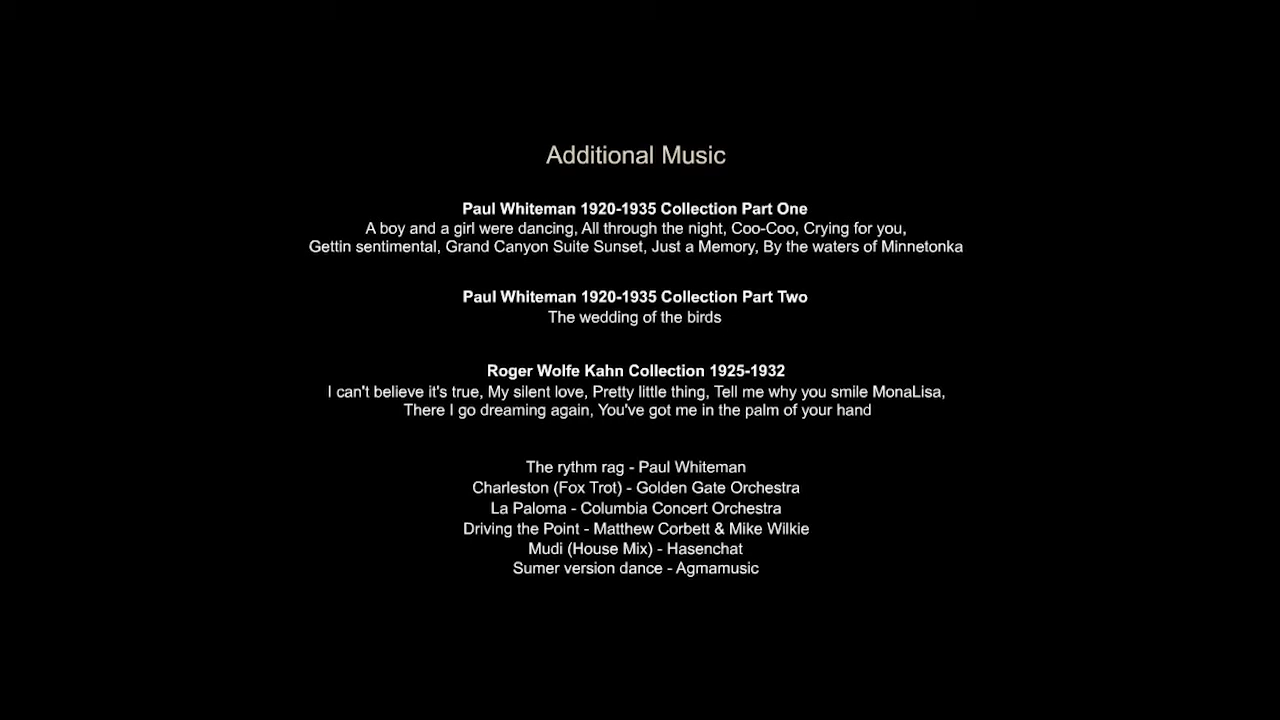 Additional Music
Paul Whiteman 1920-1935 Collection Part One
A boy and a girl were dancing, All through the night, Coo-Coo, Crying for you,
Gettin sentimental, Grand Canyon Suite Sunset, Just a Memory, By the waters of Minnetonka
Paul Whiteman 1920-1935 Collection Part Two
The wedding of the birds
Roger Wolfe Kahn Collection 1925-1932
I can't believe it's true, My silent love, Pretty little thing, Tell me why you smile MonaLisa,
There I go dreaming again, You've got me in the palm of your hand
The rythm rag - Paul Whiteman
Charleston (Fox Trot) - Golden Gate Orchestra
La Paloma - Columbia Concert Orchestra
Driving the Point - Matthew Corbett & Mike Wilkie
Mudi (House Mix) - Hasenchat
Sumer version dance - Agmamusic